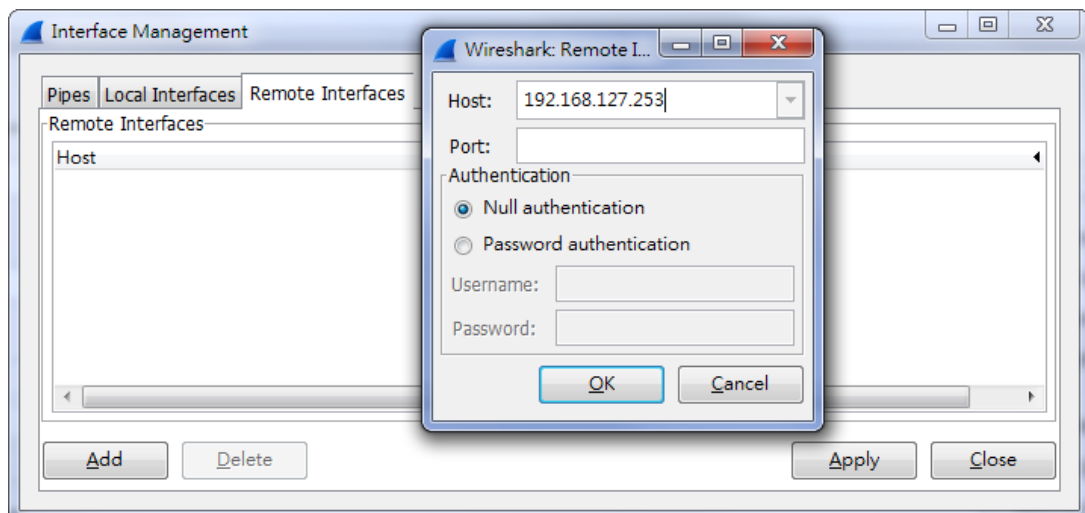 Interface Management
Pipes
Local Interfaces
Remote Interfaces
Remote Interfaces
Host
Wireshark: Remote I...
Host: 192.168.127.253
Port:
Authentication
Null authentication
Password authentication
Username:
Password:
OK
Cancel
Add
Delete
Apply
Close